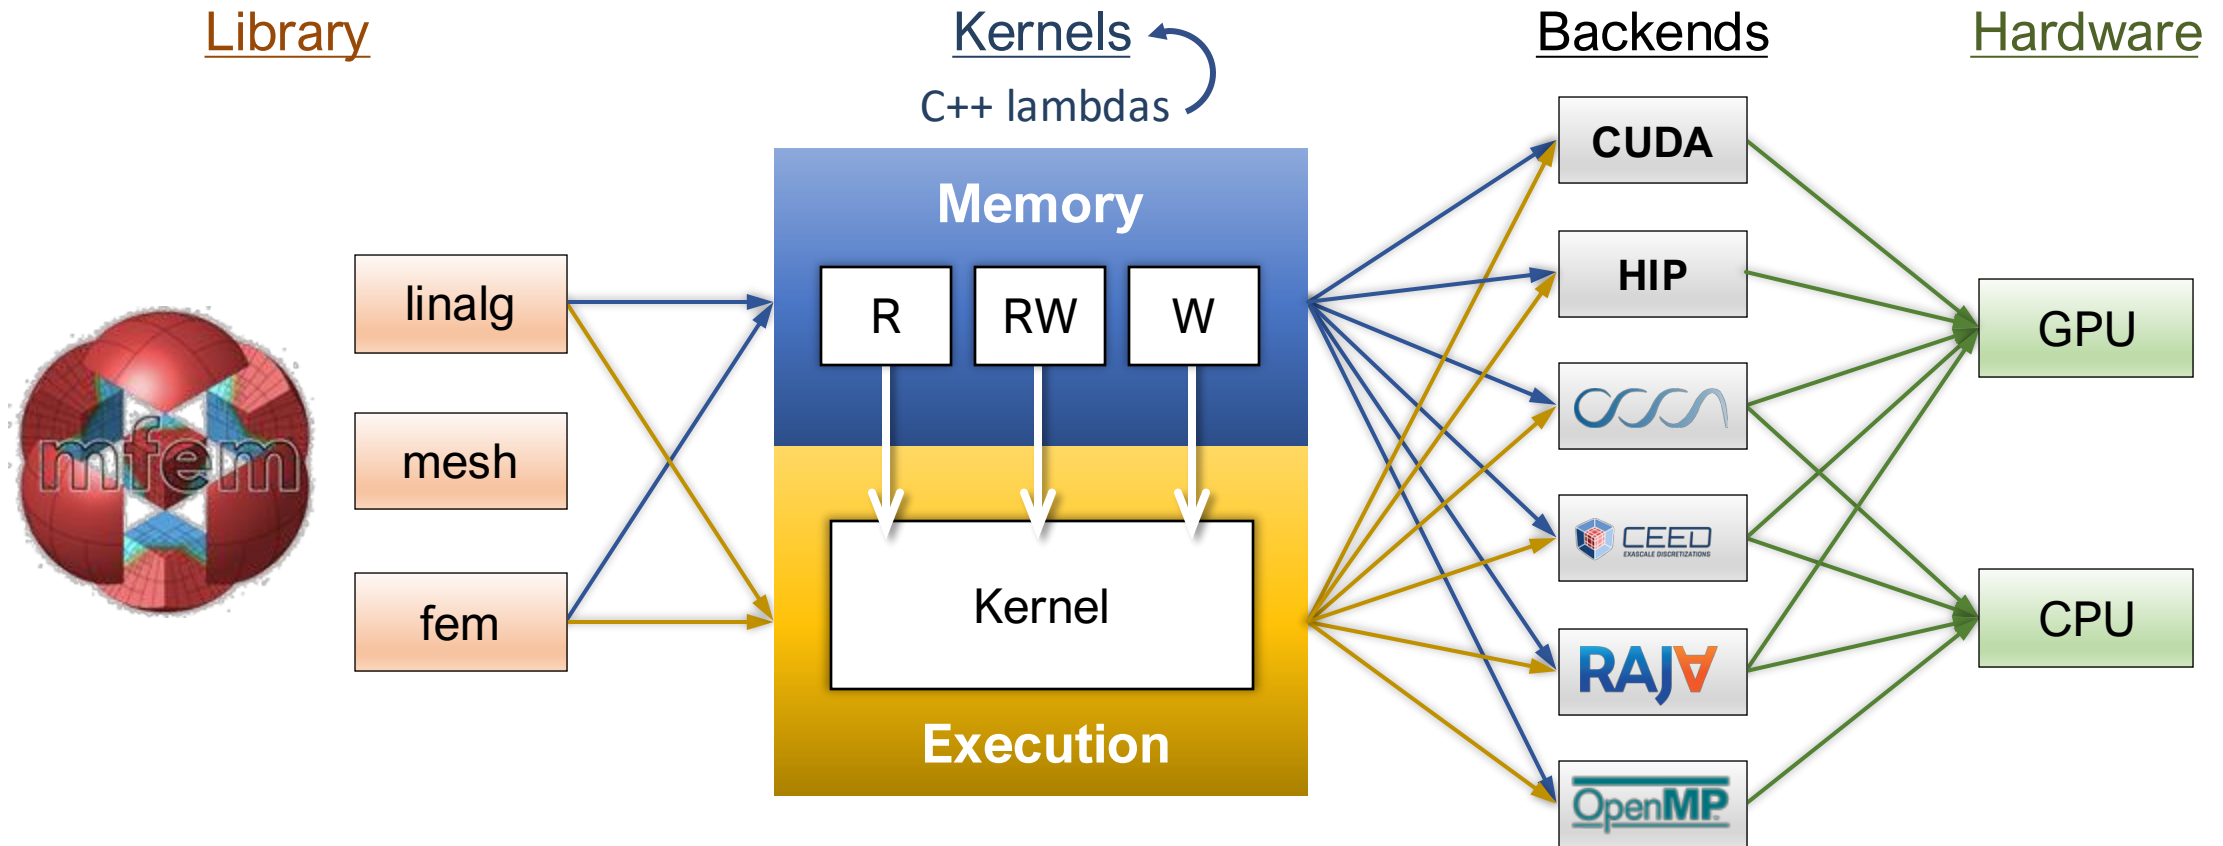 Library
Kernels
Backends
Hardware
C++ lambdas
mfem
linalg
mesh
fem
Memory
R
RW
W
Kernel
Execution
CUDA
HIP
OCCA
CEED
EXASCALE DISCRETIZATIONS
RAJA
OpenMP
GPU
CPU